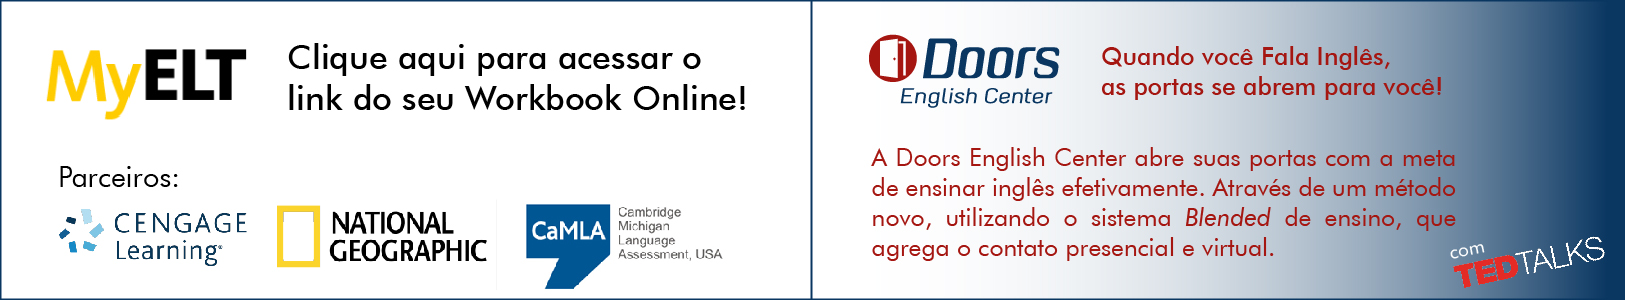 MyELT
Clique aqui para acessar o
link do seu Workbook Online!
Parceiros:
CENGAGE
Learning®
NATIONAL
GEOGRAPHIC
CaMLA
Cambridge
Michigan
Language
Assessment, USA
Doors
English Center
Quando você Fala Inglês,
as portas se abrem para você!
A Doors English Center abre suas portas com a meta
de ensinar inglês efetivamente. Através de um método
novo, utilizando o sistema Blended de ensino, que
agrega o contato presencial e virtual.
com
TEDTALKS